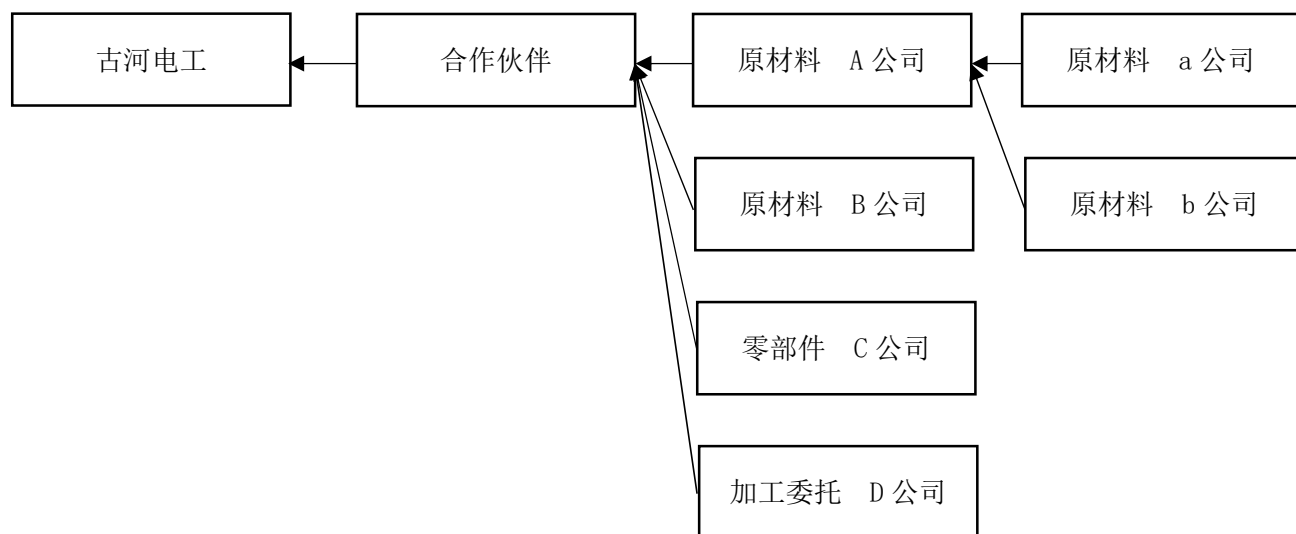 古河电工
合作伙伴
原材料　A公司
原材料　a公司
原材料　B公司
原材料　b公司
零部件　C公司
加工委托　D公司